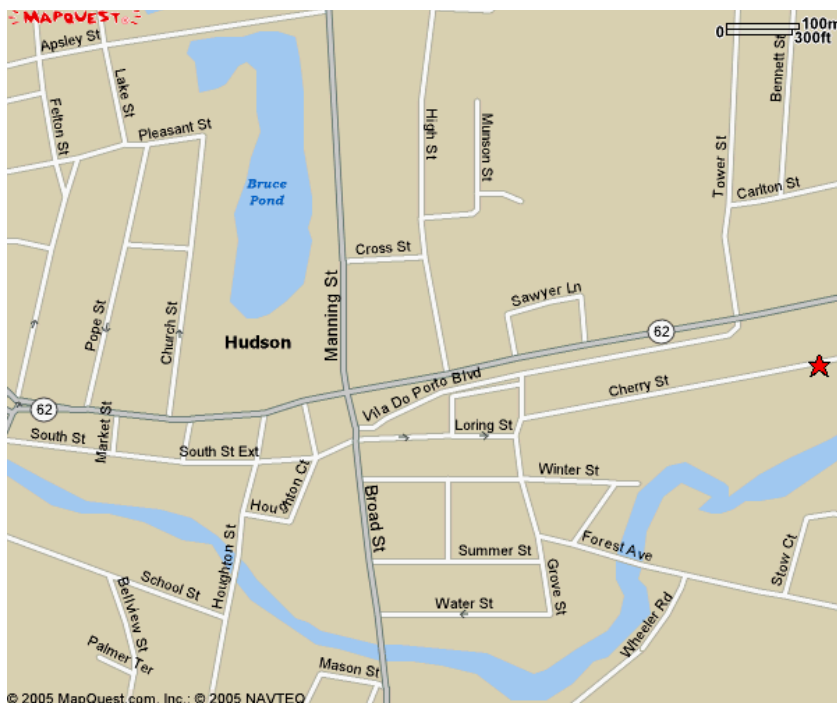 MAPQUEST
100m
0
300ft
Apsley St
Lake St
Felton St
Pleasant St
Bruce
Pond
High St
Munson St
Tower St
Bennett St
Carlton St
Cross St
Sawyer Ln
Manning St
Pope St
Church St
Hudson
62
Vila Do Porto Blvd
Cherry St
62
Market St
South St
South St Ext
Loring St
Houghton Ct
Broad St
Winter St
Houghton St
Summer St
Forest Ave
Grove St
Stow Ct
School St
Bellview St
Water St
Wheeler Rd
Palmer Ter
Mason St
© 2005 MapQuest.com, Inc.; © 2005 NAVTEQ